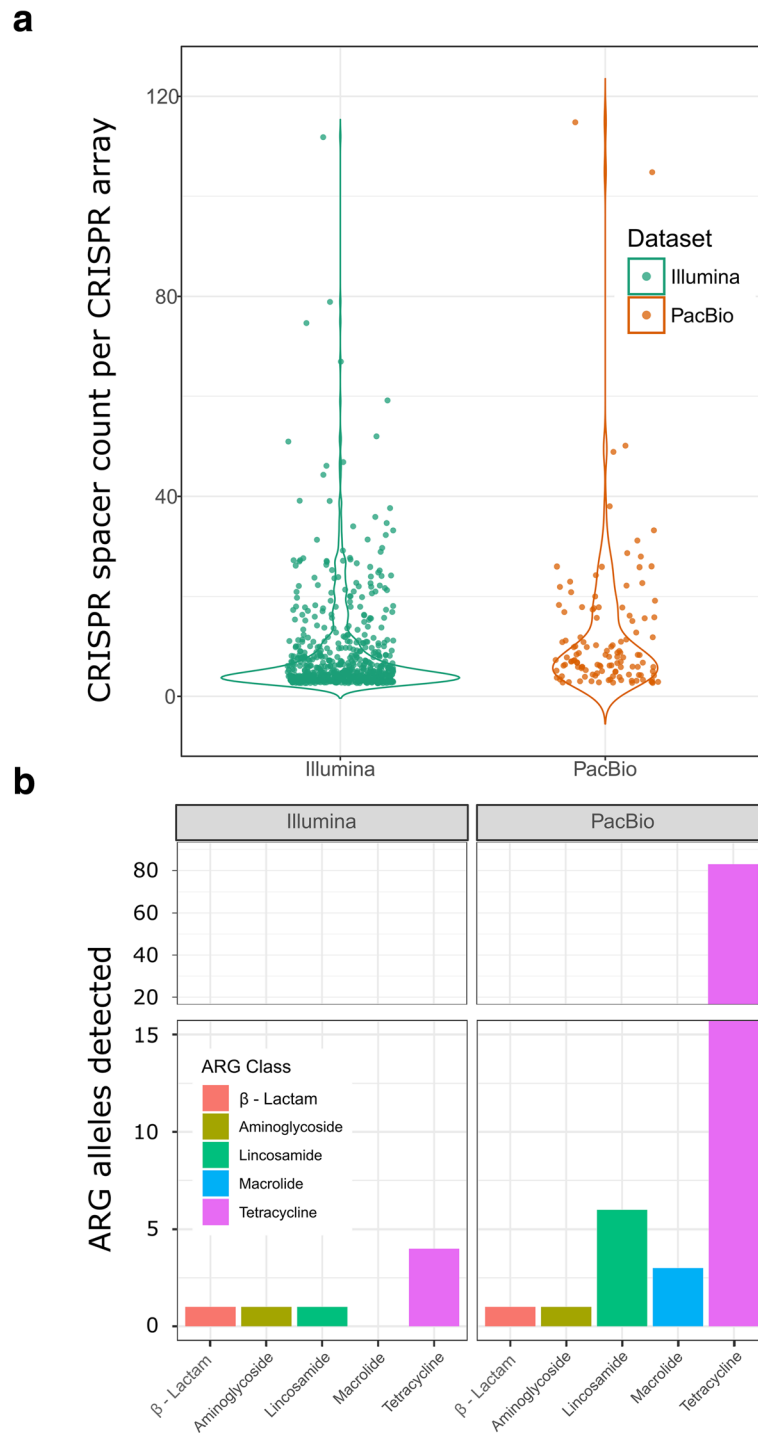 a
CRISPR spacer count per CRISPR array
120
80
40
0
Dataset
Illumina
PacBio
Illumina
PacBio
b
Illumina
PacBio
ARG alleles detected
80
60
40
20
15
10
5
0
ARG Class
β - Lactam
Aminoglycoside
Lincosamide
Macrolide
Tetracycline
β - Lactam
Aminoglycoside
Lincosamide
Macrolide
Tetracycline
β - Lactam
Aminoglycoside
Lincosamide
Macrolide
Tetracycline